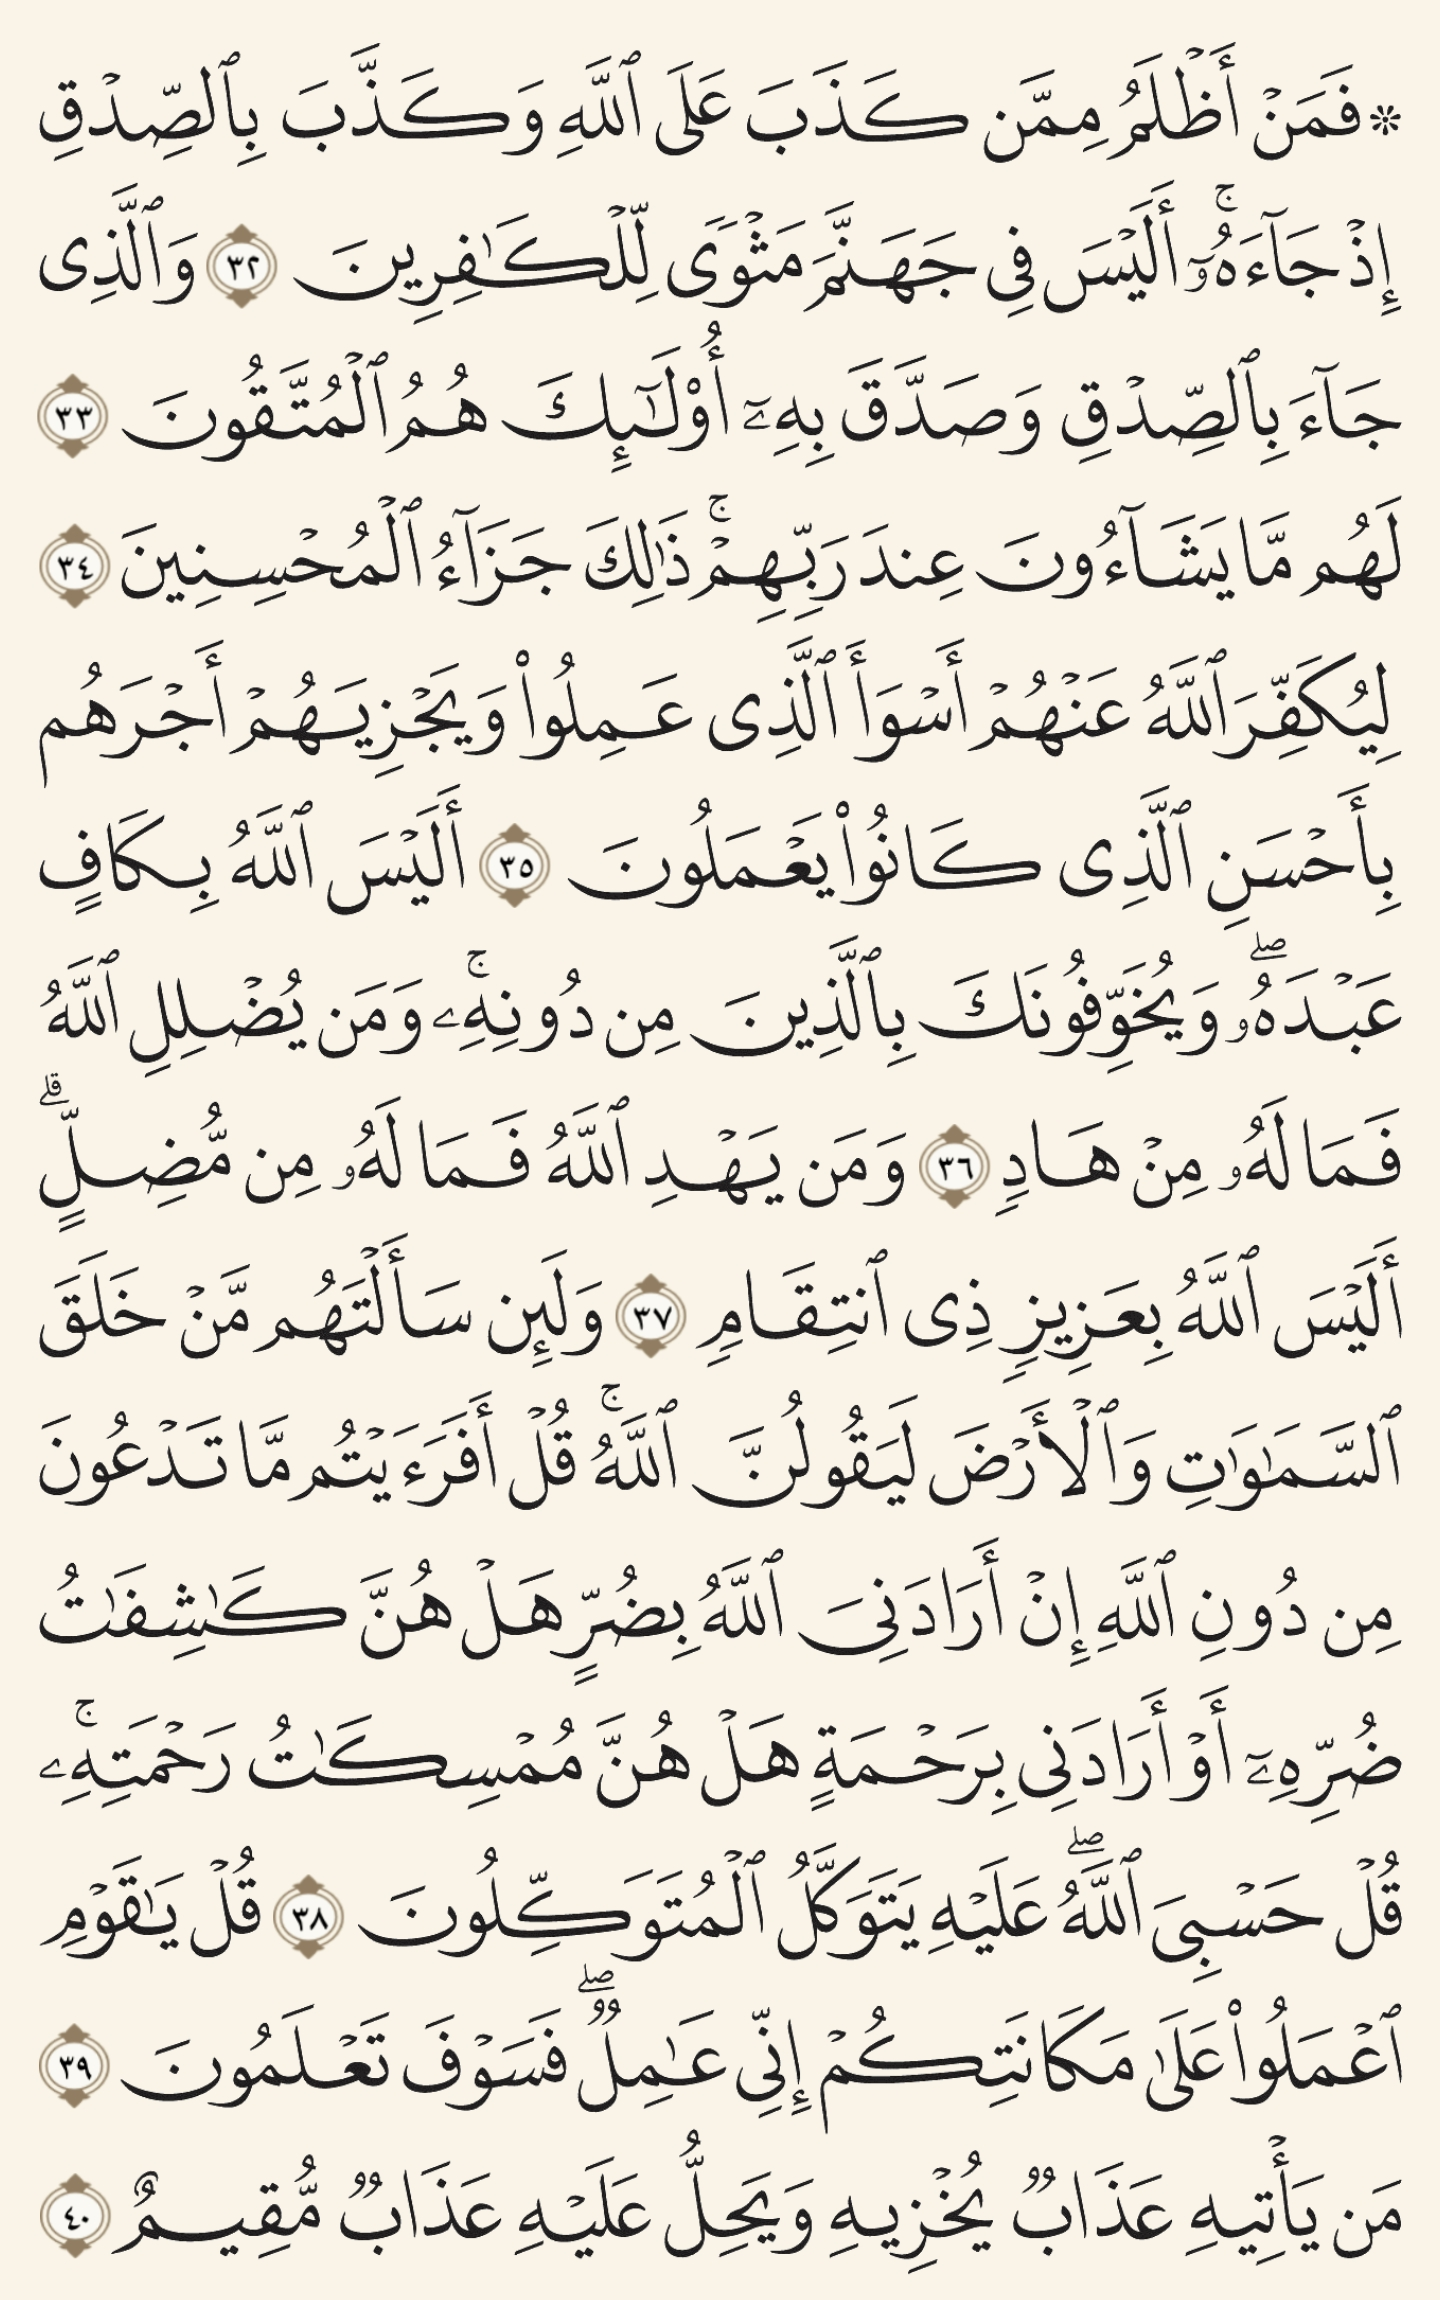 ۞ فَمَنۡ أَظۡلَمُ مِمَّن كَذَبَ عَلَى ٱللَّهِ وَكَذَّبَ بِٱلصِّدۡقِ
إِذۡ جَآءَهُۥٓۚ أَلَيۡسَ فِى جَهَنَّمَ مَثۡوًى لِّلۡكَـٰفِرِينَ ٣٢ وَٱلَّذِى
جَآءَ بِٱلصِّدۡقِ وَصَدَّقَ بِهِۦٓ أُوْلَـٰٓئِكَ هُمُ ٱلۡمُتَّقُونَ ٣٣
لَهُم مَّا يَشَآءُونَ عِندَ رَبِّهِمۡۚ ذَٰلِكَ جَزَآءُ ٱلۡمُحۡسِنِينَ ٣٤
لِيُكَفِّرَ ٱللَّهُ عَنۡهُمۡ أَسۡوَأَ ٱلَّذِى عَمِلُواْ وَيَجۡزِيَهُمۡ أَجۡرَهُم
بِأَحۡسَنِ ٱلَّذِى كَانُواْ يَعۡمَلُونَ ٣٥ أَلَيۡسَ ٱللَّهُ بِكَافٍ
عَبۡدَهُۥۖ وَيُخَوِّفُونَكَ بِٱلَّذِينَ مِن دُونِهِۦۚ وَمَن يُضۡلِلِ ٱللَّهُ
فَمَا لَهُۥ مِنۡ هَادٍ ٣٦ وَمَن يَهۡدِ ٱللَّهُ فَمَا لَهُۥ مِن مُّضِلٍّۗ
أَلَيۡسَ ٱللَّهُ بِعَزِيزٍ ذِى ٱنتِقَامٍ ٣٧ وَلَئِن سَأَلۡتَهُم مَّنۡ خَلَقَ
ٱلسَّمَـٰوَٰتِ وَٱلۡأَرۡضَ لَيَقُولُنَّ ٱللَّهُۚ قُلۡ أَفَرَءَيۡتُم مَّا تَدۡعُونَ
مِن دُونِ ٱللَّهِ إِنۡ أَرَادَنِىَ ٱللَّهُ بِضُرٍّ هَلۡ هُنَّ كَـٰشِفَـٰتُ
ضُرِّهِۦٓ أَوۡ أَرَادَنِى بِرَحۡمَةٍ هَلۡ هُنَّ مُمۡسِكَـٰتُ رَحۡمَتِهِۦۚ
قُلۡ حَسۡبِىَ ٱللَّهُۖ عَلَيۡهِ يَتَوَكَّلُ ٱلۡمُتَوَكِّلُونَ ٣٨ قُلۡ يَـٰقَوۡمِ
ٱعۡمَلُواْ عَلَىٰ مَكَانَتِكُمۡ إِنِّى عَـٰمِلٌۖ فَسَوۡفَ تَعۡلَمُونَ ٣٩
مَن يَأۡتِيهِ عَذَابٌ يُخۡزِيهِ وَيَحِلُّ عَلَيۡهِ عَذَابٌ مُّقِيمٌ ٤٠